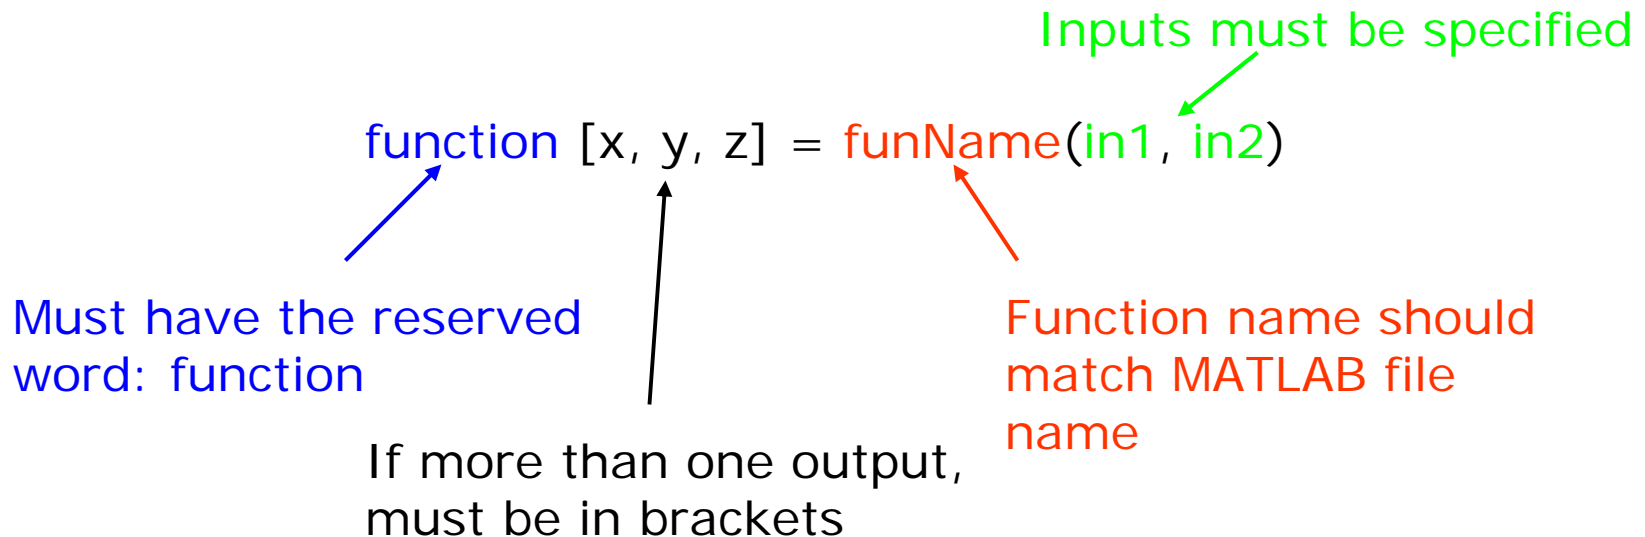 Inputs must be specified
function [x, y, z] = funName(in1, in2)
Must have the reserved
word: function
Function name should
match MATLAB file
name
If more than one output,
must be in brackets